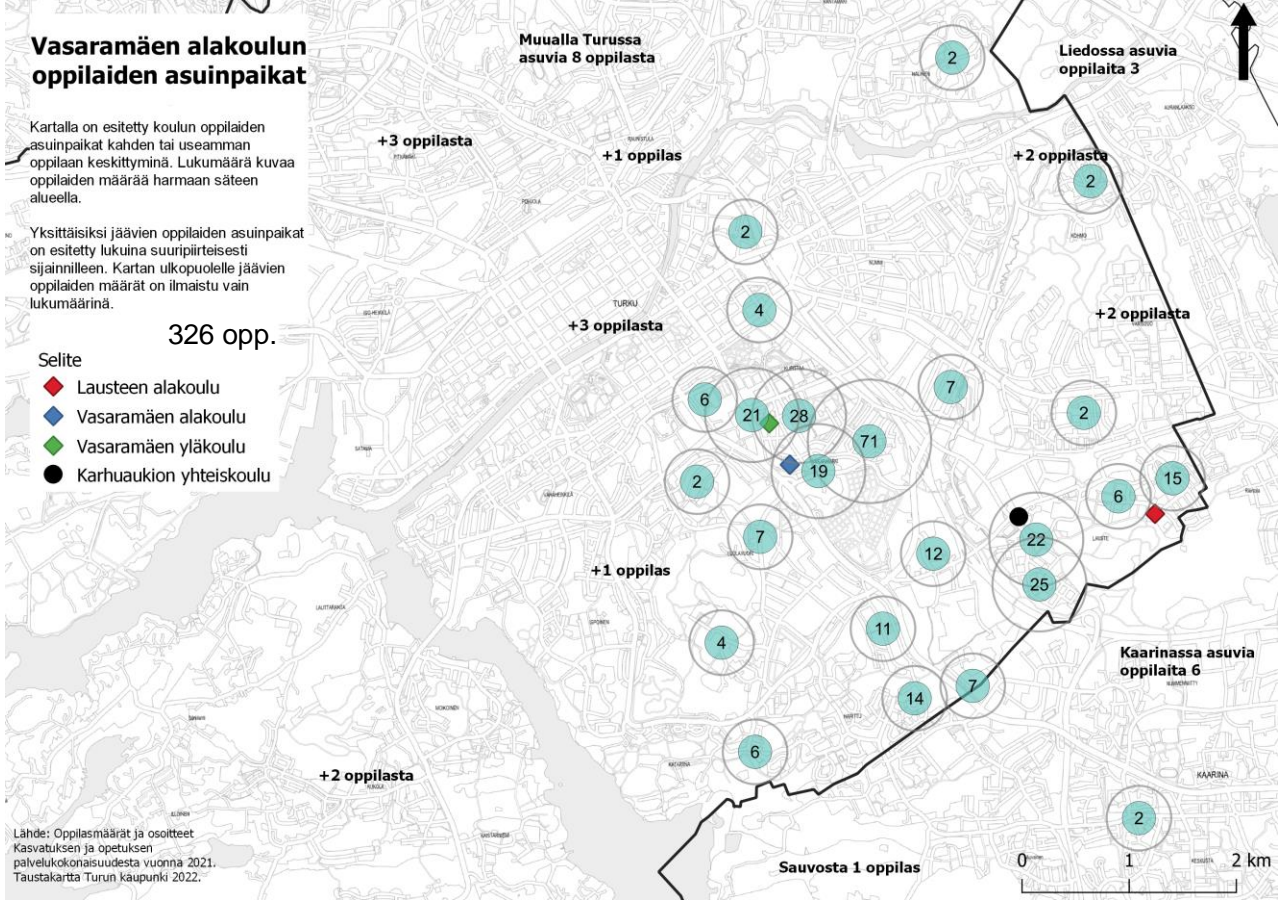 Vasaramäen alakoulun
oppilaiden asuinpaikat
Kartalla on esitetty koulun oppilaiden
asuinpaikat kahden tai useamman
oppilaan keskittyminä. Lukumäärä kuvaa
oppilaiden määrää harmaan säteen
alueella.
Yksittäisiksi jäävien oppilaiden asuinpaikat
on esitetty lukuina suuripiirteisesti
sijainnilleen. Kartan ulkopuolelle jäävien
oppilaiden määrät on ilmaistu vain
lukumäärinä.
326 opp.
Selite
Lausteen alakoulu
Vasaramäen alakoulu
Vasaramäen yläkoulu
Karhuaukion yhteiskoulu
Muualla Turussa
asuvia 8 oppilasta
2
Liedossa asuvia
oppilaita 3
+3 oppilasta
+1 oppilas
+2 oppilasta
2
2
TURKU
4
+3 oppilasta
+2 oppilasta
6
21
28
71
7
2
2
19
6
15
7
12
22
25
LAUSTE
+1 oppilas
4
11
14
7
Kaarinassa asuvia
oppilaita 6
6
+2 oppilasta
KAARINA
2
Sauvosta 1 oppilas
0 1 2 km
Lähde: Oppilasmäärät ja osoitteet
Kasvatuksen ja opetuksen
palvelukokonaisuudesta vuonna 2021.
Taustakartta Turun kaupunki 2022.